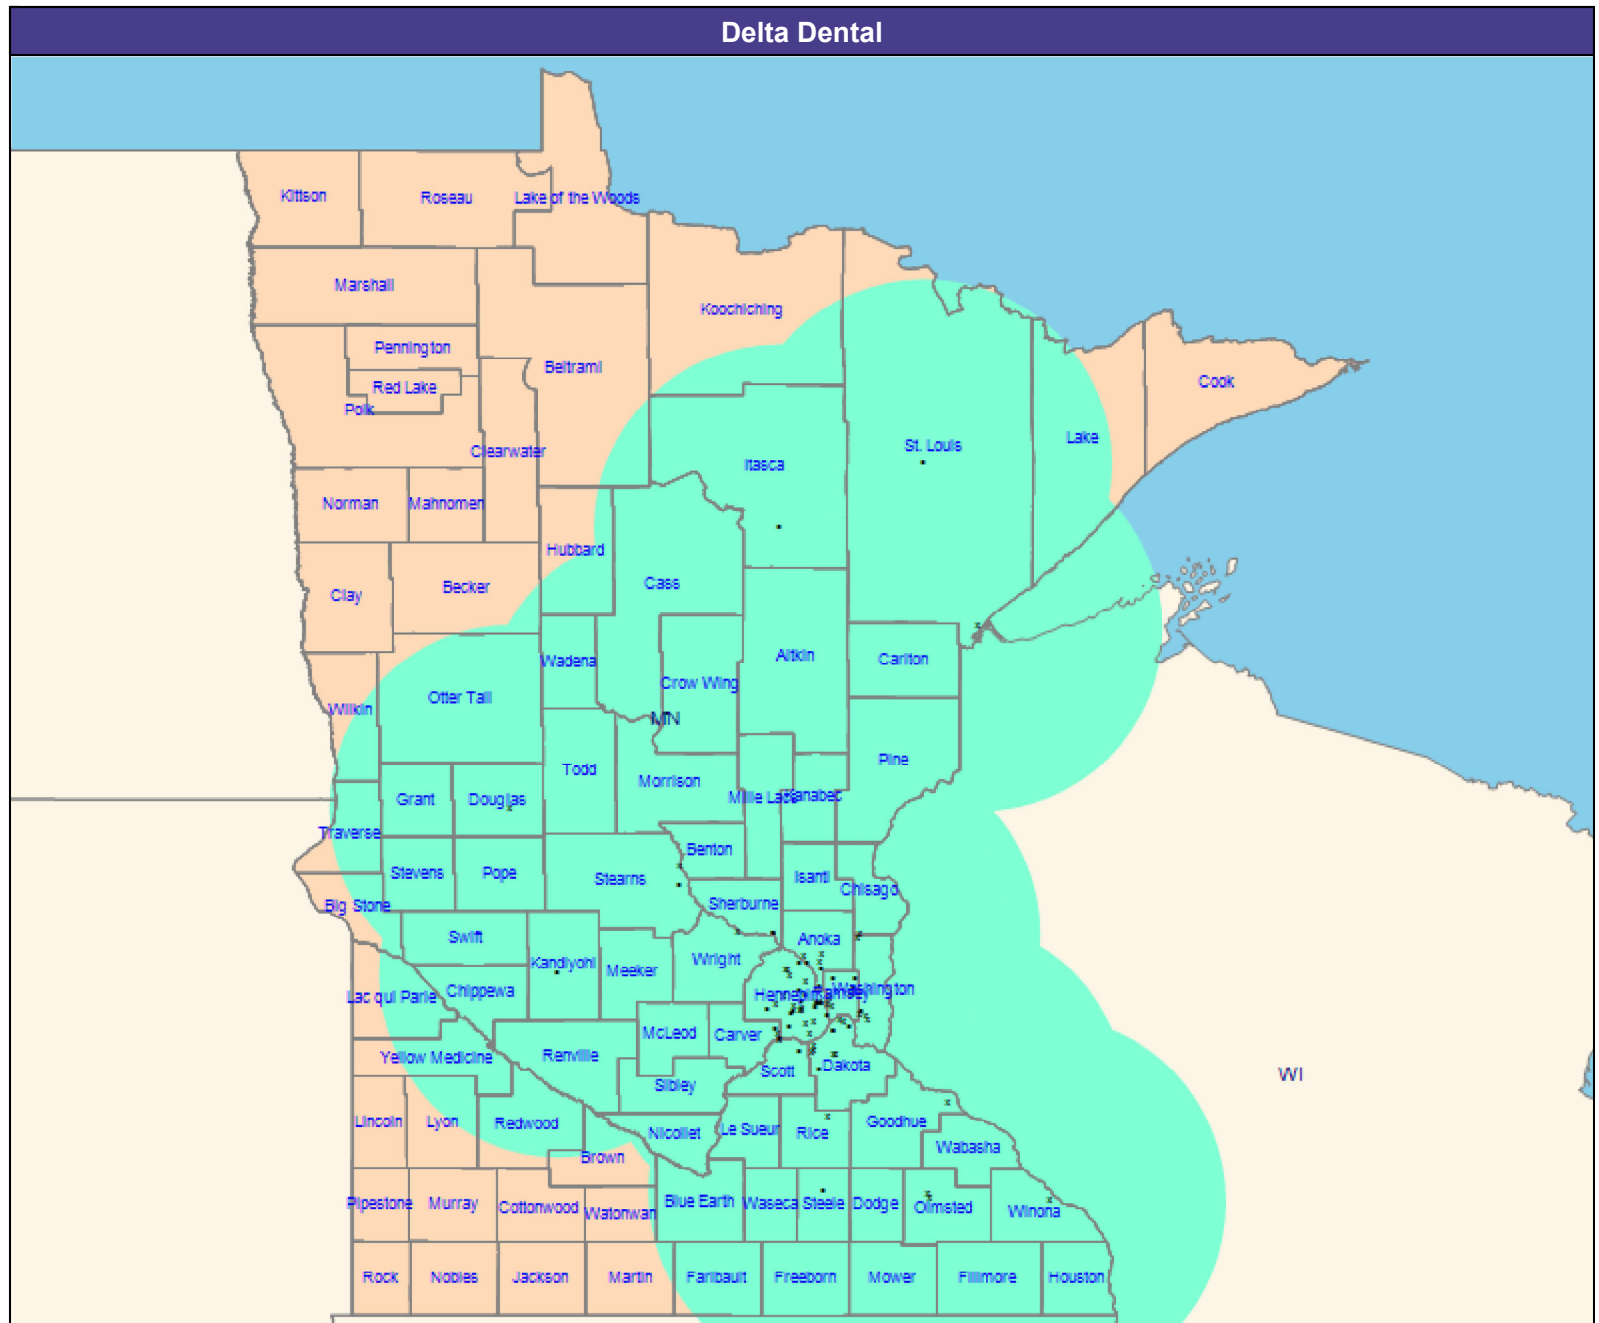 Delta Dental
Kittson
Roseau
Lake of the Woods
Marshall
Koochiching
Pennington
Beltrami
Red Lake
Cook
Polk
Lake
St. Louis
Clearwater
Itasca
Norman
Mahnomen
Hubbard
Cass
Becker
Clay
Aitkin
Carlton
Wadena
Crow Wing
Otter Tail
Wilkin
MN
Pine
Todd
Morrison
Mille Lacs
Kanabec
Grant
Douglas
Traverse
Benton
Stevens
Pope
Stearns
Isanti
Chisago
Sherburne
Big Stone
Swift
Anoka
Wright
Kandiyohi
Meeker
Chippewa
Washington
Hennepin
Ramsey
Lac qui Parle
McLeod
Carver
Yellow Medicine
Renville
Dakota
Scott
WI
Sibley
Lincoln
Lyon
Redwood
Goodhue
Nicollet
Le Sueur
Rice
Wabasha
Brown
Pipestone
Murray
Cottonwood
Watonwan
Blue Earth
Waseca
Steele
Dodge
Olmsted
Winona
Rock
Nobles
Jackson
Martin
Faribault
Freeborn
Mower
Fillmore
Houston